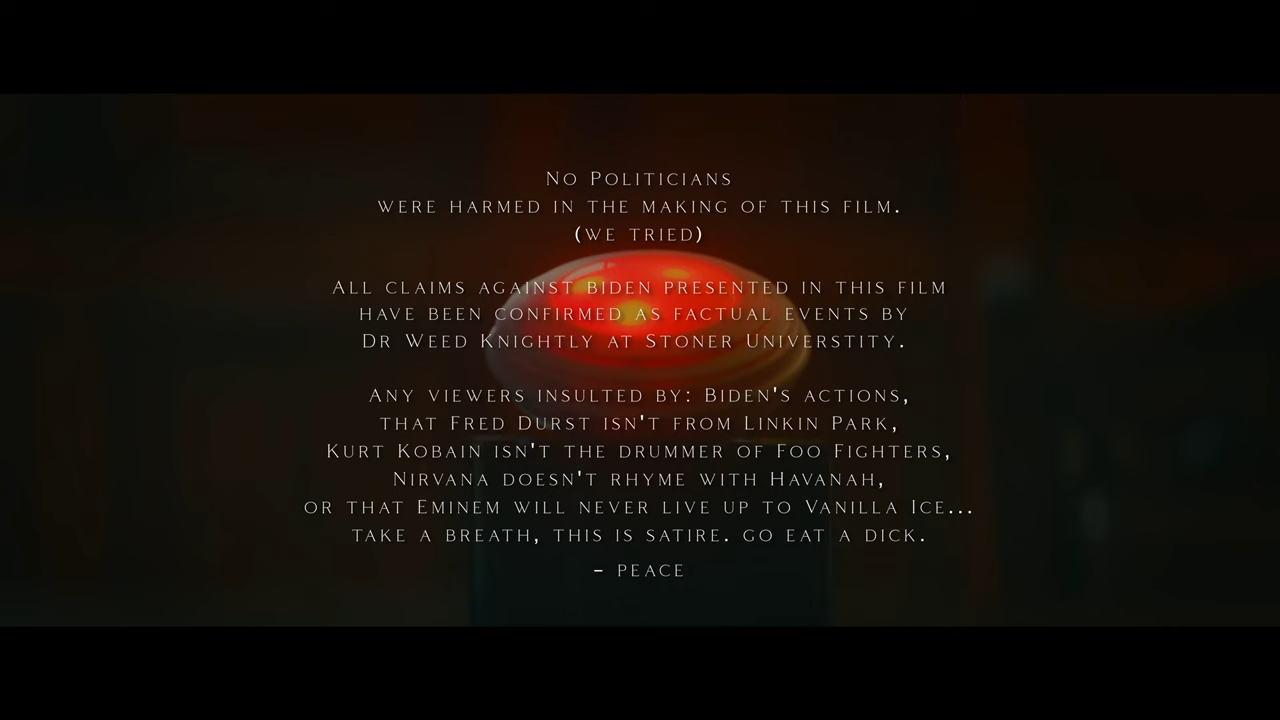 No Politicians
were harmed in the making of this film.
(we tried)
All claims against Biden presented in this film
have been confirmed as factual events by
Dr Weed Knightly at Stoner Universtity.
Any viewers insulted by: Biden's actions,
that Fred Durst isn't from Linkin Park,
Kurt Kobain isn't the drummer of Foo Fighters,
Nirvana doesn't rhyme with Havanah,
or that Eminem will never live up to Vanilla Ice...
take a breath, this is satire. go eat a dick.
- peace